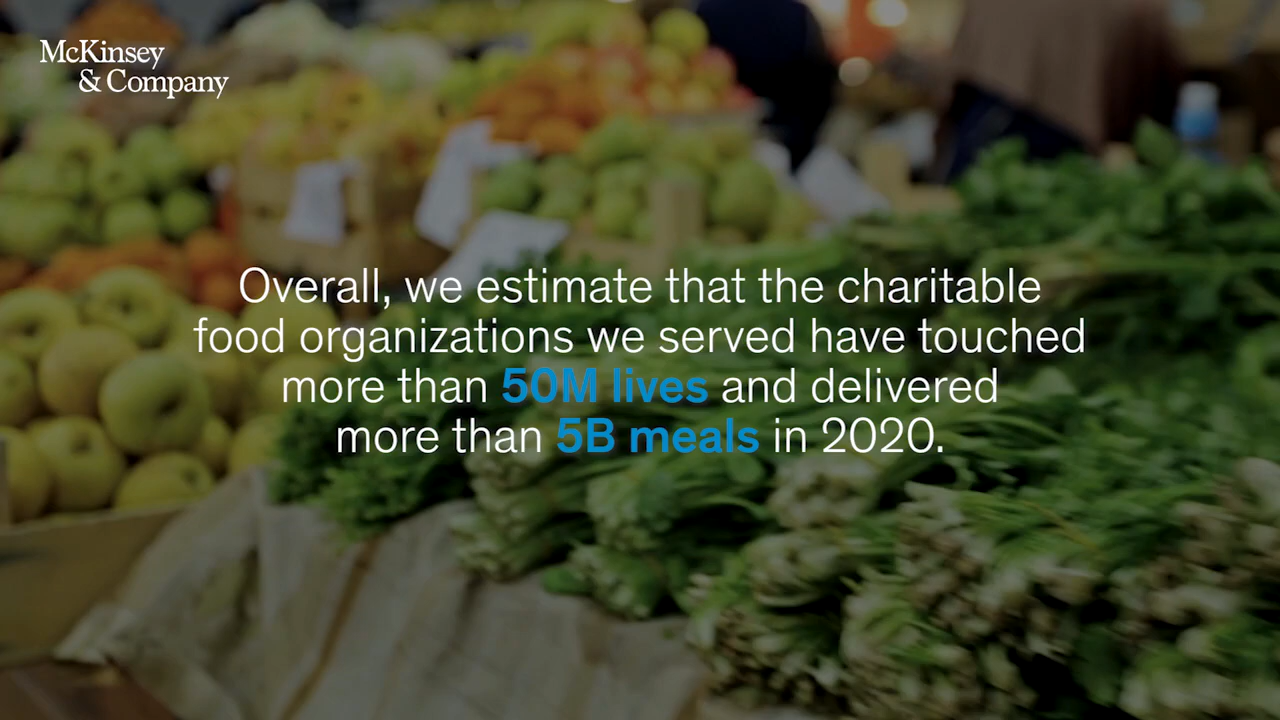 McKinsey
& Company
Overall, we estimate that the charitable
food organizations we served have touched
more than 50M lives and delivered
more than 5B meals in 2020.